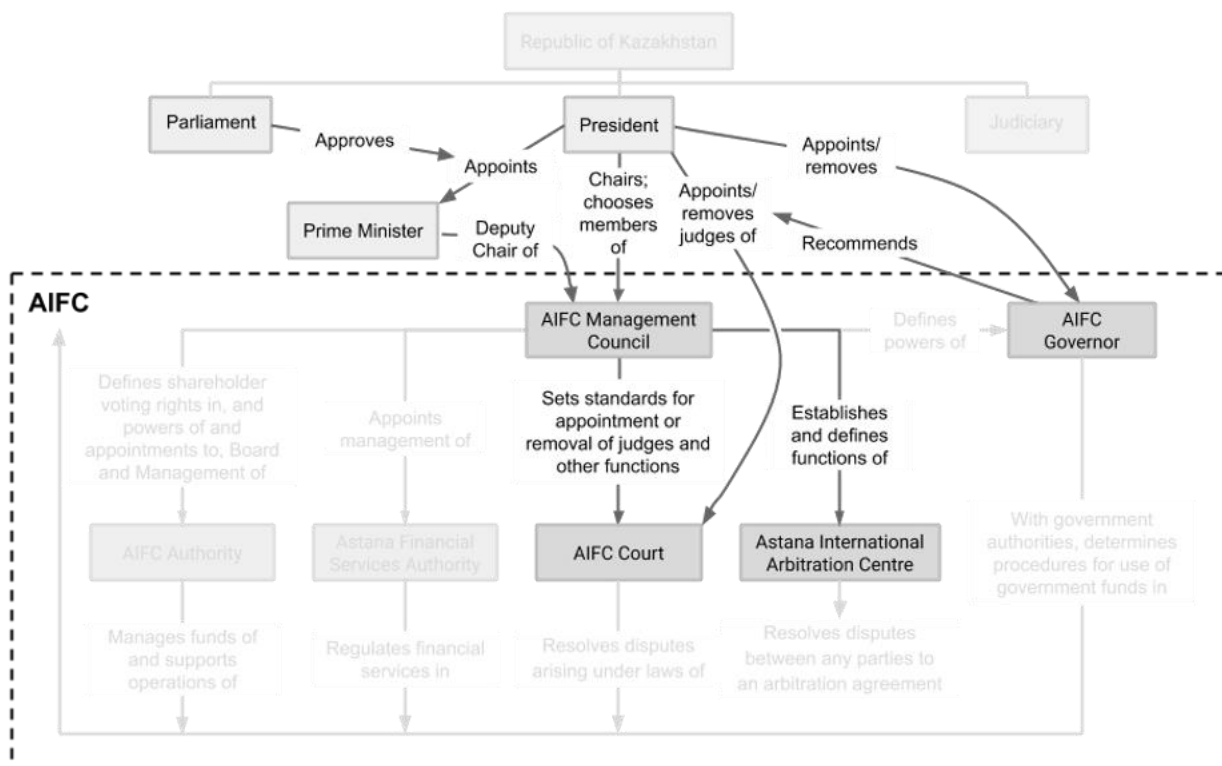 Republic of Kazakhstan
Parliament
President
Judiciary
Approves
Appoints
Chairs;
chooses
members
of
Appoints/
removes
judges of
Appoints/
removes
Recommends
Prime Minister
Deputy
Chair of
AIFC
AIFC Management
Council
Defines
powers of
AIFC
Governor
Defines shareholder
voting rights in, and
powers of and
appointments to, Board
and Management of
Appoints
management of
Sets standards for
appointment or
removal of judges and
other functions
Establishes
and defines
functions of
AIFC Authority
Astana Financial
Services Authority
AIFC Court
Astana International
Arbitration Centre
With government
authorities, determines
procedures for use of
government funds in
Manages funds of
and supports
operations of
Regulates financial
services in
Resolves disputes
arising under laws of
Resolves disputes
between any parties to
an arbitration agreement